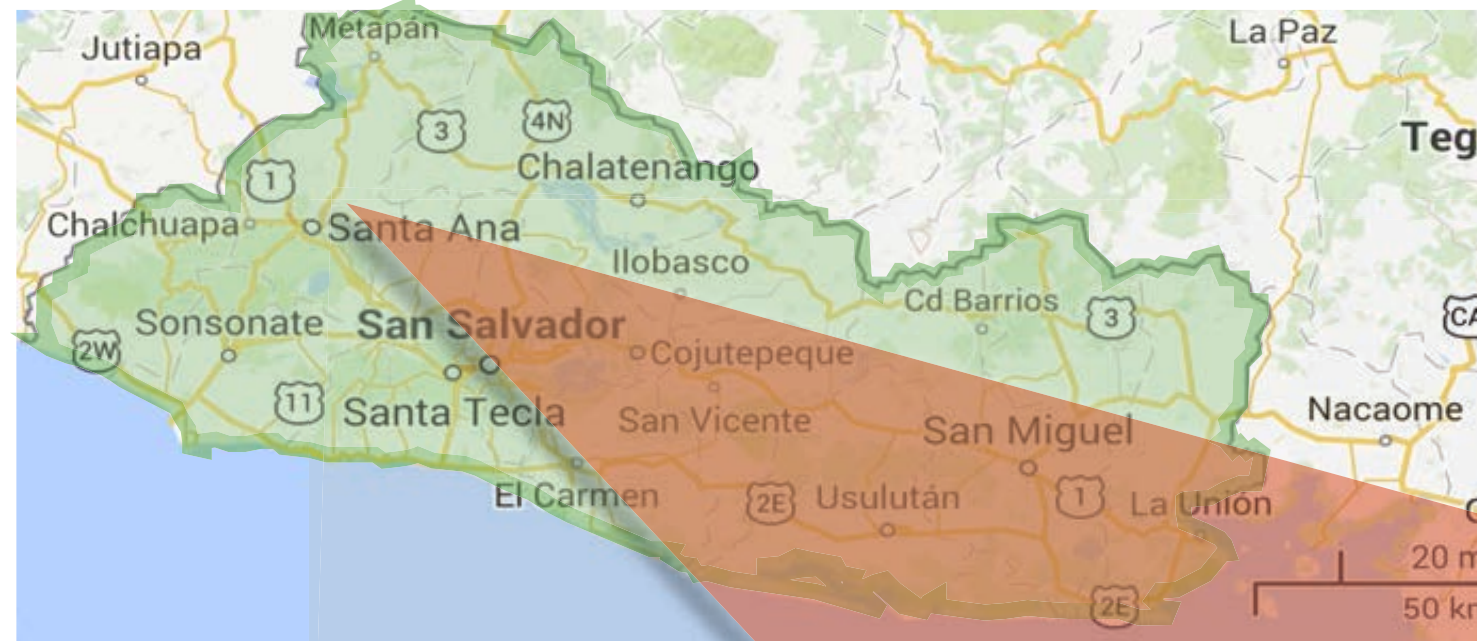 Metapán
La Paz
Jutiapa
3
4N
Teg
Chalatenango
1
Chalchuapa
Santa Ana
Ilobasco
Cd Barrios
3
CA
Sonsonate
San Salvador
2W
Cojutepeque
11
Santa Tecla
San Vicente
San Miguel
Nacaome
El Carmen
2E
Usulután
1
La Unión
20 m
50 km
2E